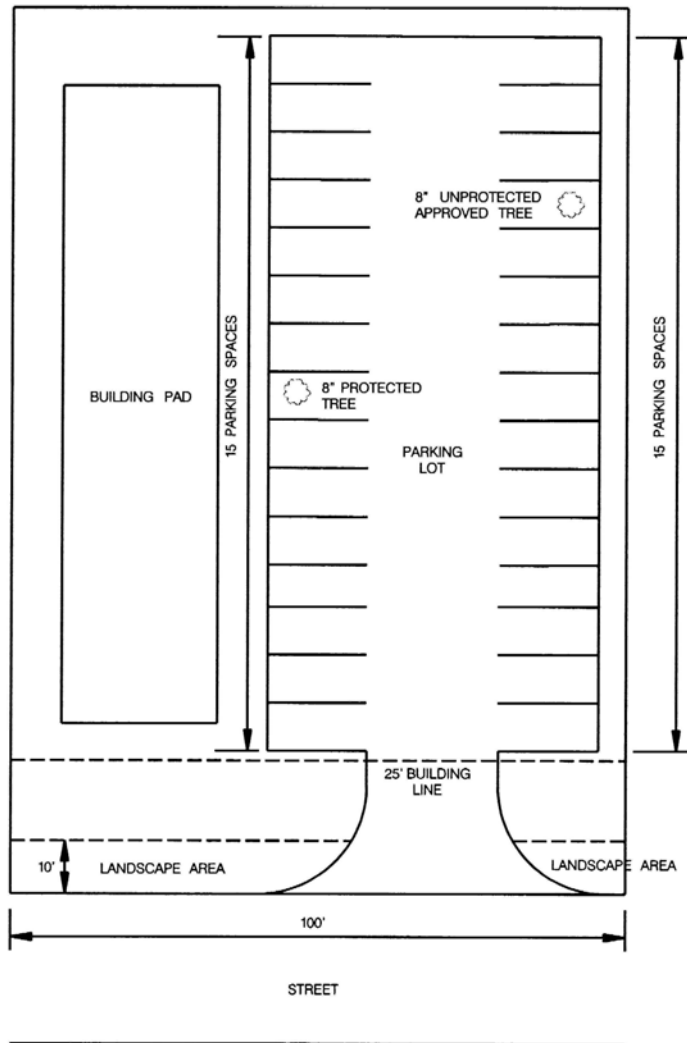 8" UNPROTECTED
APPROVED TREE
15 PARKING SPACES
15 PARKING SPACES
BUILDING PAD
8" PROTECTED
TREE
PARKING
LOT
25' BUILDING
LINE
10'
LANDSCAPE AREA
LANDSCAPE AREA
100'
STREET